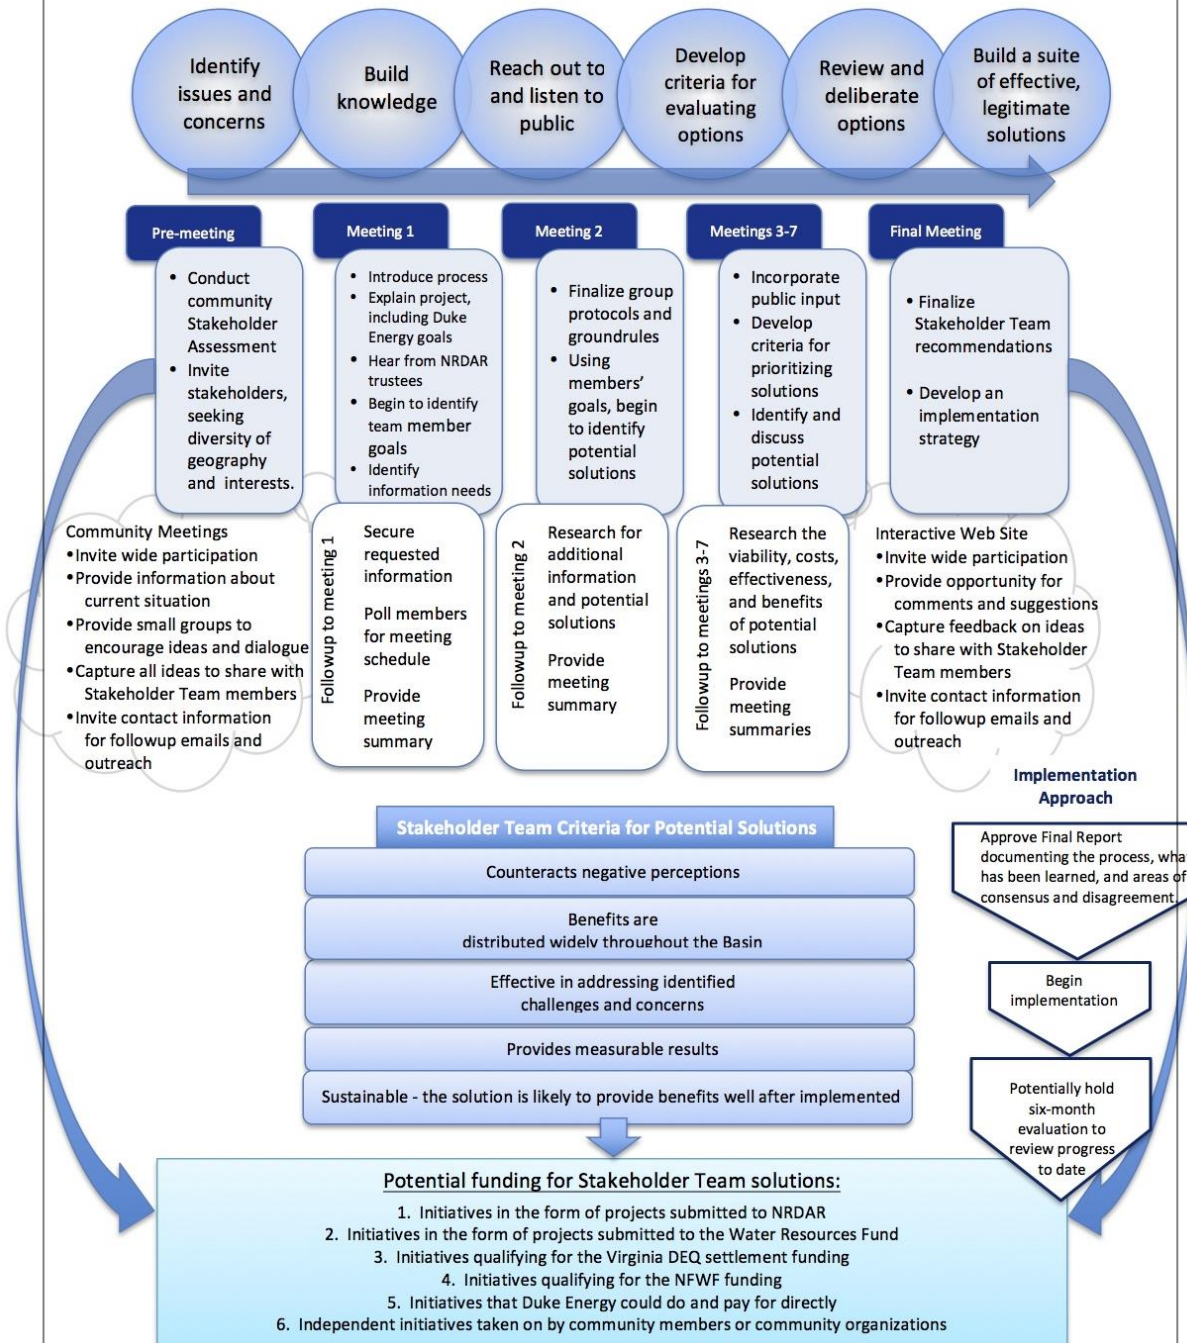 Identify
issues and
concerns
Build
knowledge
Reach out to
and listen to
public
Develop
criteria for
evaluating
options
Review and
deliberate
options
Build a suite
of effective,
legitimate
solutions
Pre-meeting
• Conduct
community
Stakeholder
Assessment
• Invite
stakeholders,
seeking
diversity of
geography
and interests.
Meeting 1
• Introduce process
• Explain project,
including Duke
Energy goals
• Hear from NRDAR
trustees
• Begin to identify
team member
goals
• Identify
information needs
Meeting 2
• Finalize group
protocols and
groundrules
• Using
members'
goals, begin
to identify
potential
solutions
Meetings 3-7
• Incorporate
public input
• Develop
criteria for
prioritizing
solutions
• Identify and
discuss
potential
solutions
Final Meeting
• Finalize
Stakeholder Team
recommendations
• Develop an
implementation
strategy
Community Meetings
•Invite wide participation
•Provide information about
current situation
•Provide small groups to
encourage ideas and dialogue
•Capture all ideas to share with
Stakeholder Team members
•Invite contact information
for followup emails and
outreach
Followup to meeting 1
Secure
requested
information
Poll members
for meeting
schedule
Provide
meeting
summary
Followup to meeting 2
Research for
additional
information
and potential
solutions
Provide
meeting
summary
Followup to meetings 3-7
Research the
viability, costs,
effectiveness,
and benefits
of potential
solutions
Provide
meeting
summaries
Interactive Web Site
•Invite wide participation
•Provide opportunity for
comments and suggestions
•Capture feedback on ideas
to share with Stakeholder
Team members
•Invite contact information
for followup emails and
outreach
Implementation
Approach
Approve Final Report
documenting the process, what
has been learned, and areas of
consensus and disagreement.
Begin
implementation
Potentially hold
six-month
evaluation to
review progress
to date
Stakeholder Team Criteria for Potential Solutions
Counteracts negative perceptions
Benefits are
distributed widely throughout the Basin
Effective in addressing identified
challenges and concerns
Provides measurable results
Sustainable - the solution is likely to provide benefits well after implemented
Potential funding for Stakeholder Team solutions:
1. Initiatives in the form of projects submitted to NRDAR
2. Initiatives in the form of projects submitted to the Water Resources Fund
3. Initiatives qualifying for the Virginia DEQ settlement funding
4. Initiatives qualifying for the NFWF funding
5. Initiatives that Duke Energy could do and pay for directly
6. Independent initiatives taken on by community members or community organizations